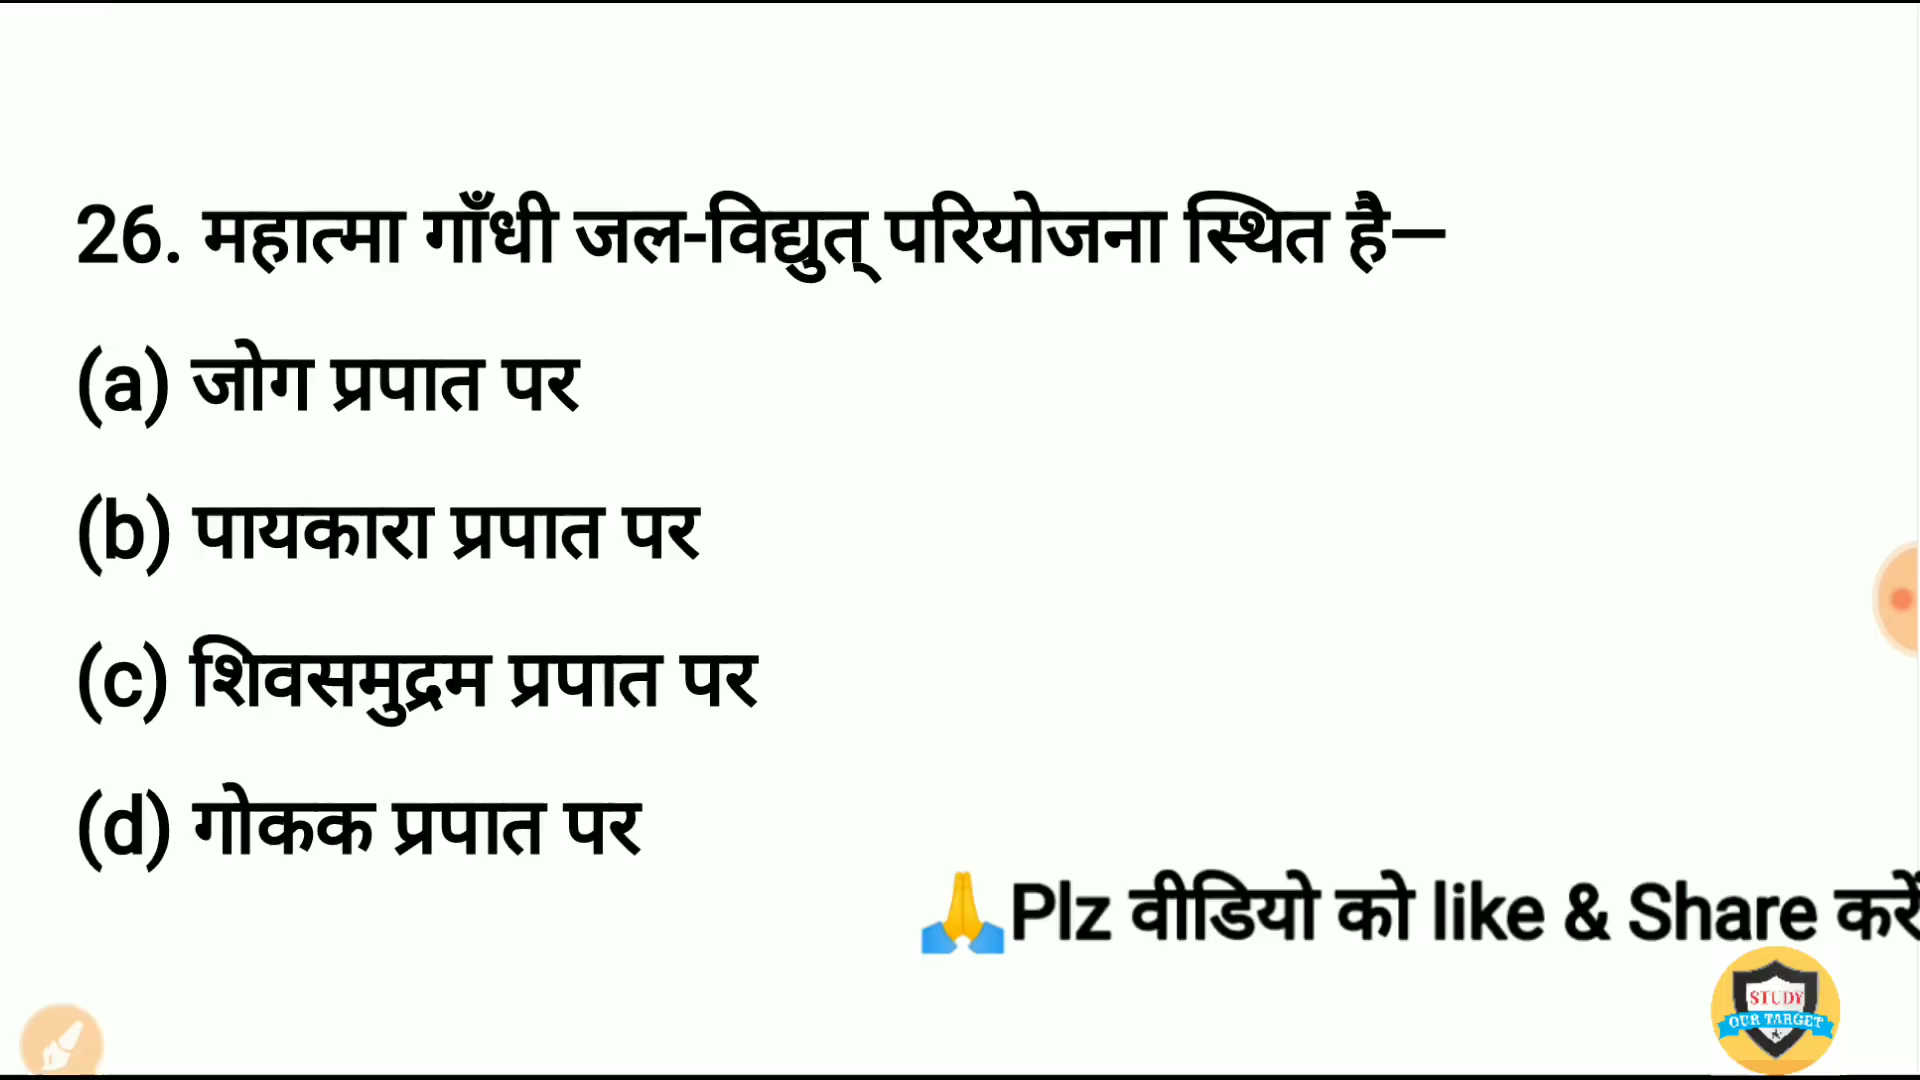 26. महात्मा गाँधी जल-विद्युत् परियोजना स्थित है—
(a) जोग प्रपात पर
(b) पायकारा प्रपात पर
(c) शिवसमुद्रम प्रपात पर
(d) गोकक प्रपात पर
🙏Plz वीडियो को like & Share करें
STUDY
OUR TARGET